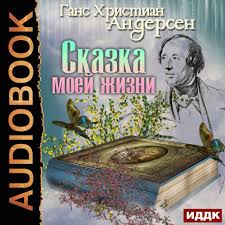 AUDIOBOOK
Ганс Христиан
Андерсен
Сказка
моей жизни
ИДДК